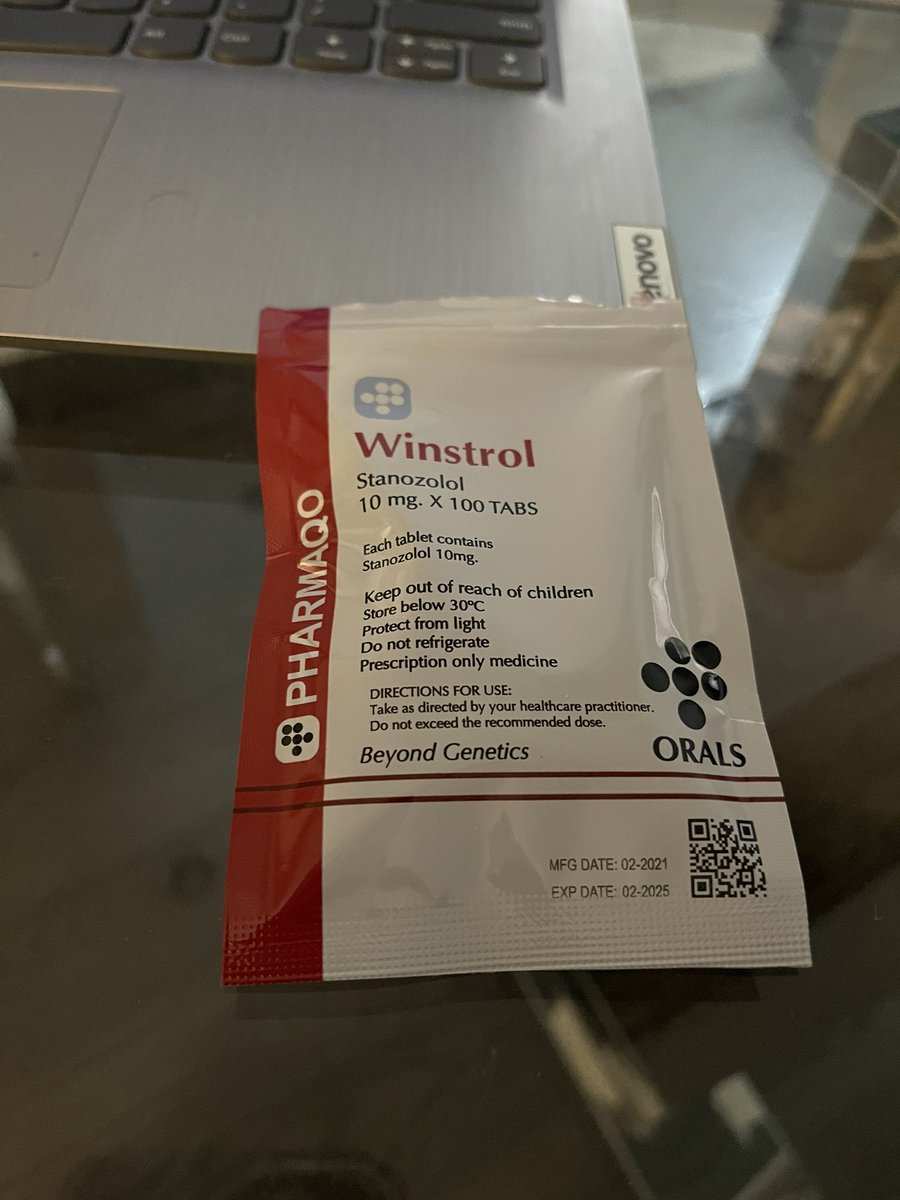 enovo
PHARMAQO
Winstrol
Stanozolol
10 mg. X 100 TABS
Each tablet contains
Stanozolol 10mg.
Keep out of reach of children
Store below 30ºC
Protect from light
Do not refrigerate
Prescription only medicine
DIRECTIONS FOR USE:
Take as directed by your healthcare practitioner.
Do not exceed the recommended dose.
Beyond Genetics
ORALS
MFG DATE: 02-2021
EXP DATE: 02-2025